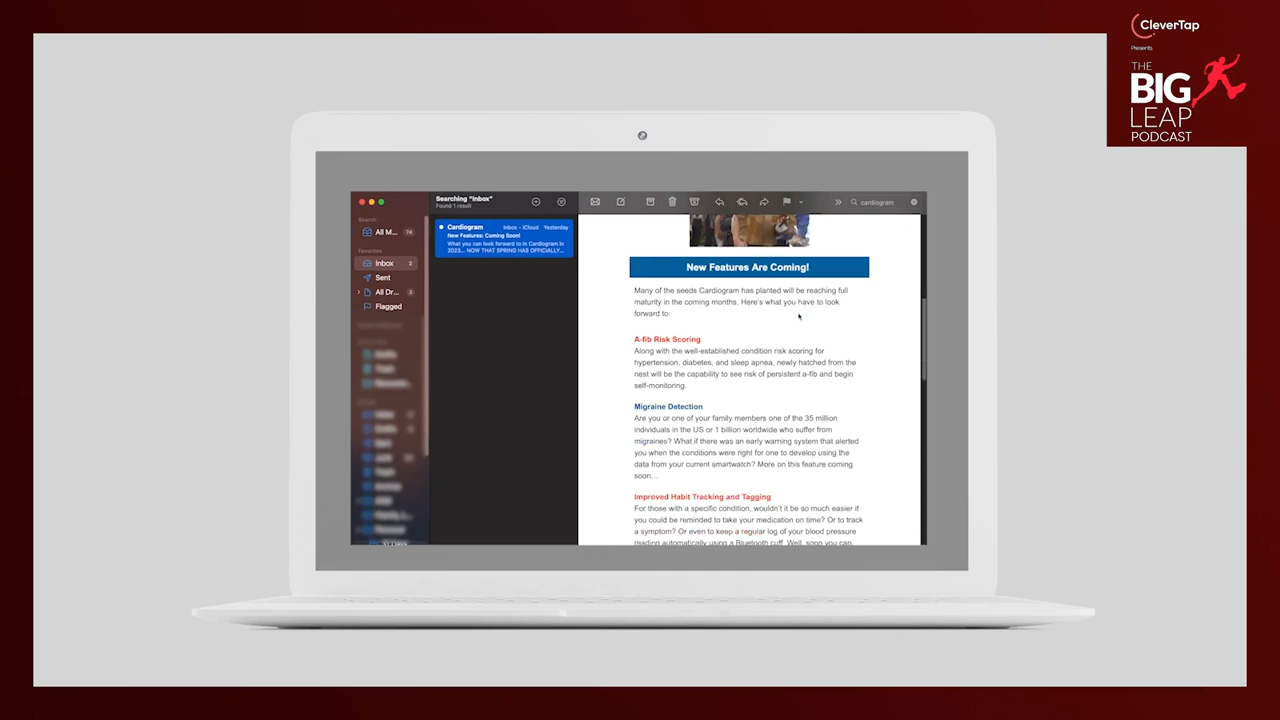 CleverTap
Presents
THE
BIG
LEAP
PODCAST
Search
All M... 74
Favorites
Inbox 2
Sent
All Dr... 3
Flagged
Searching "Inbox"
Found 1 result
Cardiogram Inbox - iCloud Yesterday
New Features: Coming Soon!
What you can look forward to in Cardiogram in
2023... NOW THAT SPRING HAS OFFICIALLY...
cardiogram
New Features Are Coming!
Many of the seeds Cardiogram has planted will be reaching full
maturity in the coming months. Here's what you have to look
forward to:
A-fib Risk Scoring
Along with the well-established condition risk scoring for
hypertension, diabetes, and sleep apnea, newly hatched from the
nest will be the capability to see risk of persistent a-fib and begin
self-monitoring.
Migraine Detection
Are you or one of your family members one of the 35 million
individuals in the US or 1 billion worldwide who suffer from
migraines? What if there was an early warning system that alerted
you when the conditions were right for one to develop using the
data from your current smartwatch? More on this feature coming
soon...
Improved Habit Tracking and Tagging
For those with a specific condition, wouldn't it be so much easier if
you could be reminded to take your medication on time? Or to track
a symptom? Or even to keep a regular log of your blood pressure
reading automatically using a Bluetooth cuff. Well, soon you can.